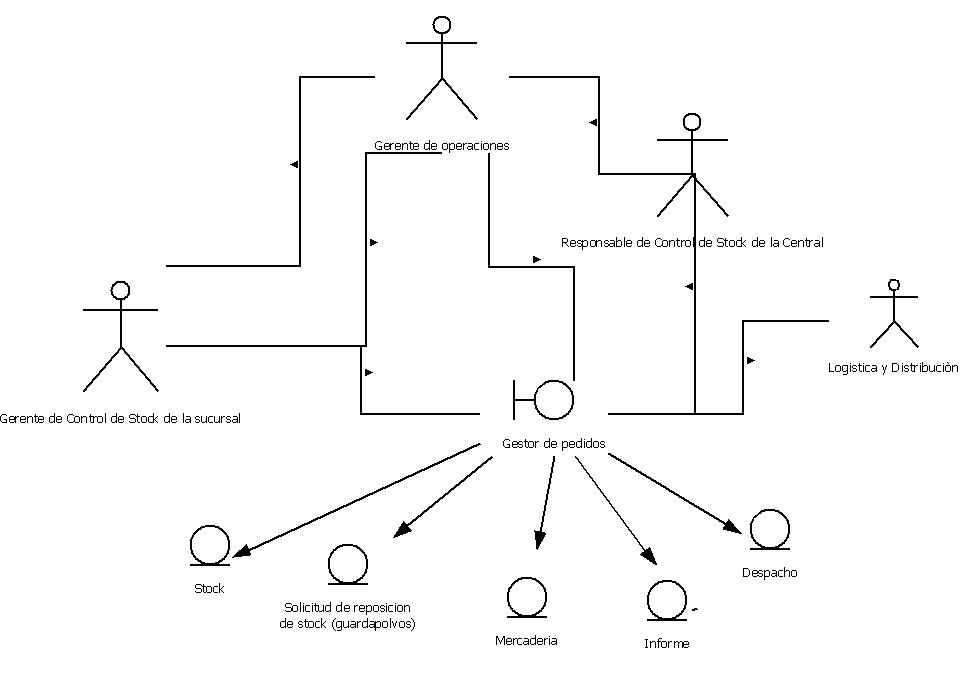 Gerente de operaciones
Responsable de Control de Stock de la Central
Logistica y Distribuciòn
Gerente de Control de Stock de la sucursal
Gestor de pedidos
Despacho
Stock
Solicitud de reposicion
de stock (guardapolvos)
Mercaderia
Informe